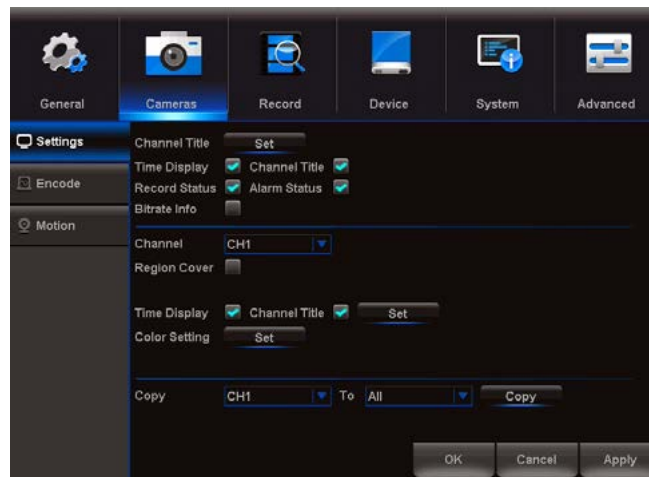 General Cameras Record Device System Advanced
Settings
Encode
Motion
Channel Title Set
Time Display Channel Title
Record Status Alarm Status
Bitrate Info
Channel CH1
Region Cover
Time Display Channel Title Set
Color Setting Set
Copy CH1 To All Copy
OK Cancel Apply